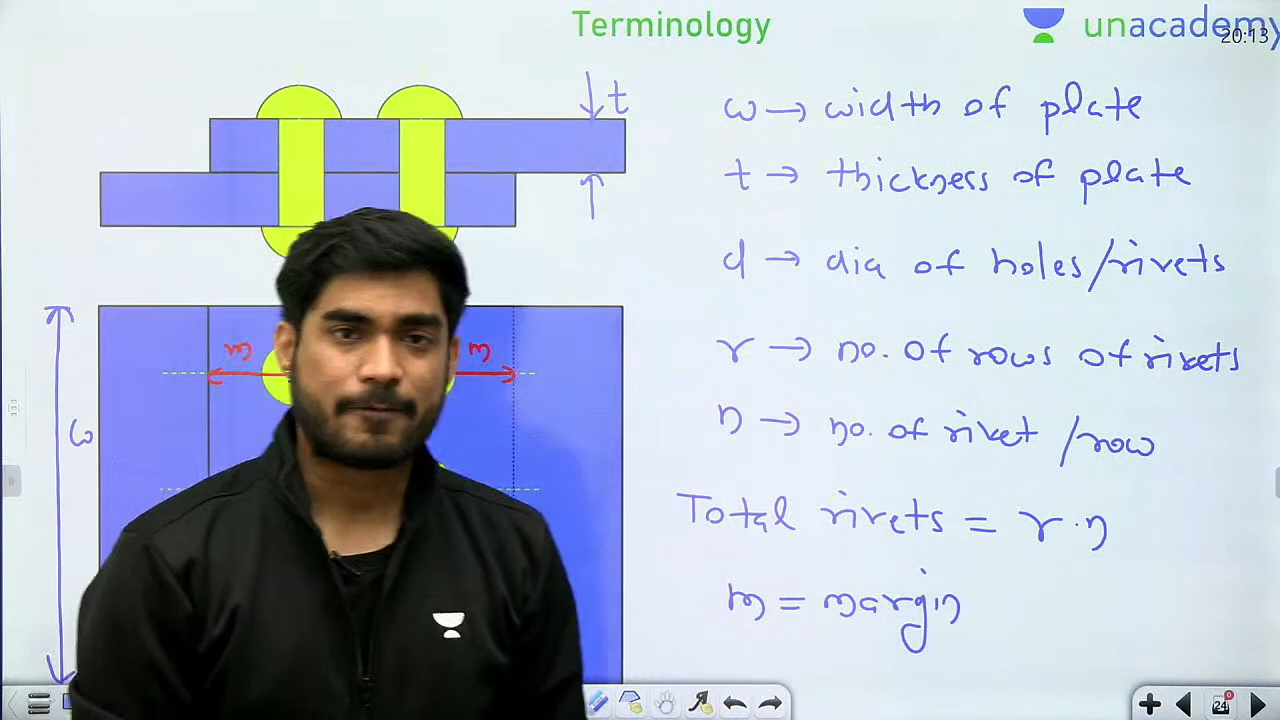 Terminology
unacademy
20:13
t
w → width of plate
t → thickness of plate
d → dia of holes/rivets
m
m
r → no. of rows of rivets
w
n → no. of rivet /row
Total rivets = r.n
m = margin
24